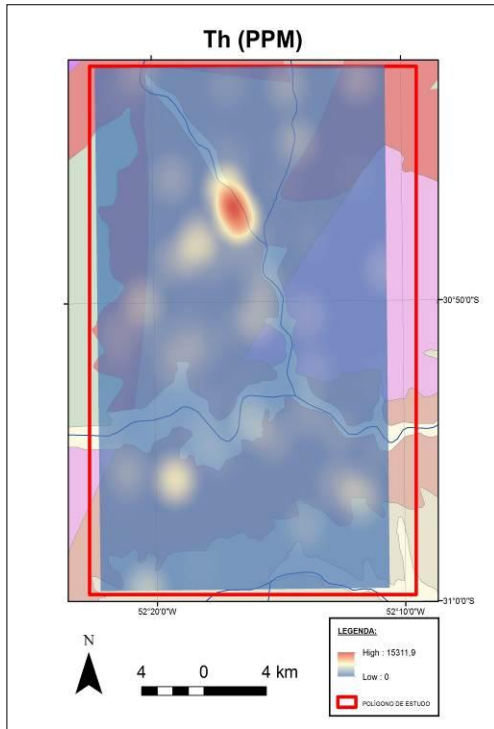 Th (PPM)
30°50'0"S
31°0'0"S
52°20'0"W
52°10'0"W
N
4 0 4 km
LEGENDA:
High : 15311,9
Low : 0
POLÍGONO DE ESTUDO